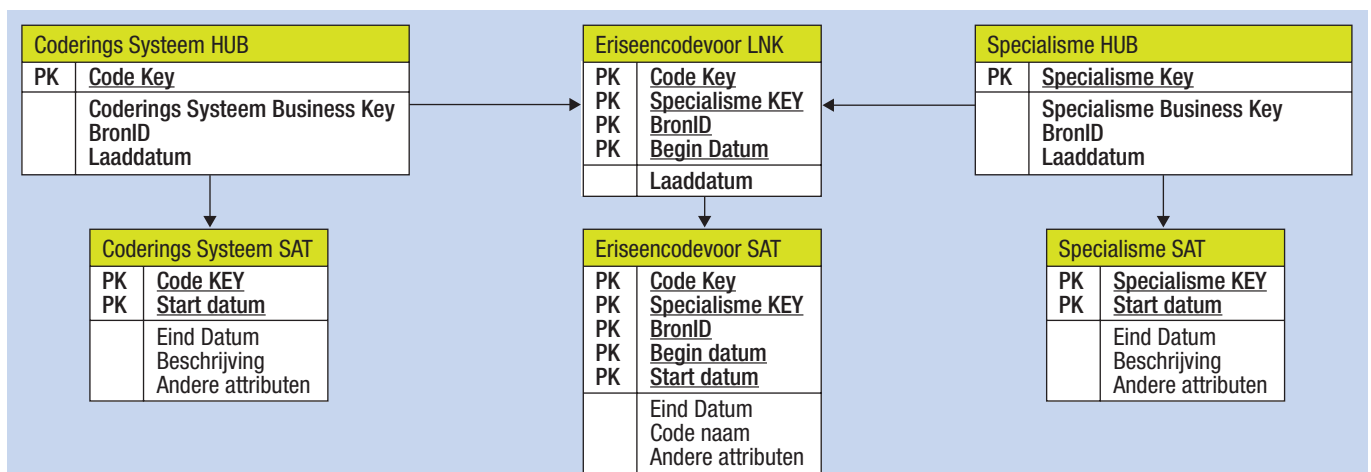 Coderings Systeem HUB
PK Code Key
Coderings Systeem Business Key
BronID
Laaddatum
Eriseencodevoor LNK
PK Code Key
PK Specialisme KEY
PK BronID
PK Begin Datum
Laaddatum
Specialisme HUB
PK Specialisme Key
Specialisme Business Key
BronID
Laaddatum
Coderings Systeem SAT
PK Code KEY
PK Start datum
Eind Datum
Beschrijving
Andere attributen
Eriseencodevoor SAT
PK Code Key
PK Specialisme KEY
PK BronID
PK Begin datum
PK Start datum
Eind Datum
Code naam
Andere attributen
Specialisme SAT
PK Specialisme KEY
PK Start datum
Eind Datum
Beschrijving
Andere attributen